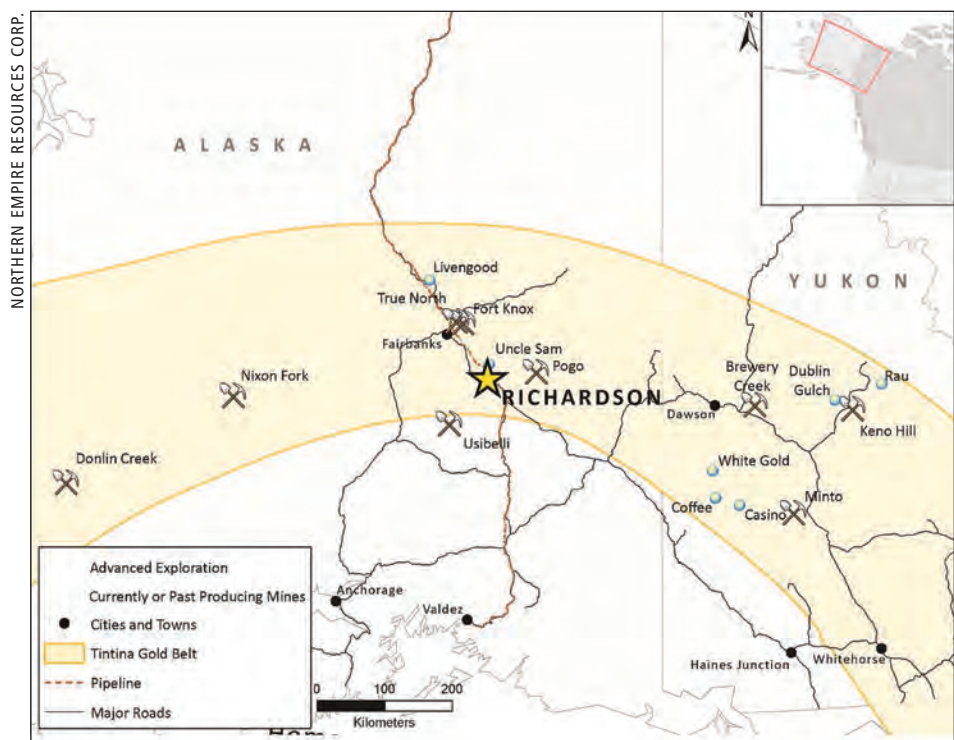 NORTHERN EMPIRE RESOURCES CORP.
ALASKA
YUKON
Livengood
True North
Fort Knox
Fairbanks
Uncle Sam
Pogo
RICHARDSON
Nixon Fork
Usibelli
Donlin Creek
Brewery
Creek
Dublin
Gulch
Rau
Dawson
Keno Hill
White Gold
Coffee
Casino
Minto
Anchorage
Valdez
Haines Junction
Whitehorse
Advanced Exploration
Currently or Past Producing Mines
Cities and Towns
Tintina Gold Belt
Pipeline
Major Roads
0 100 200
Kilometers